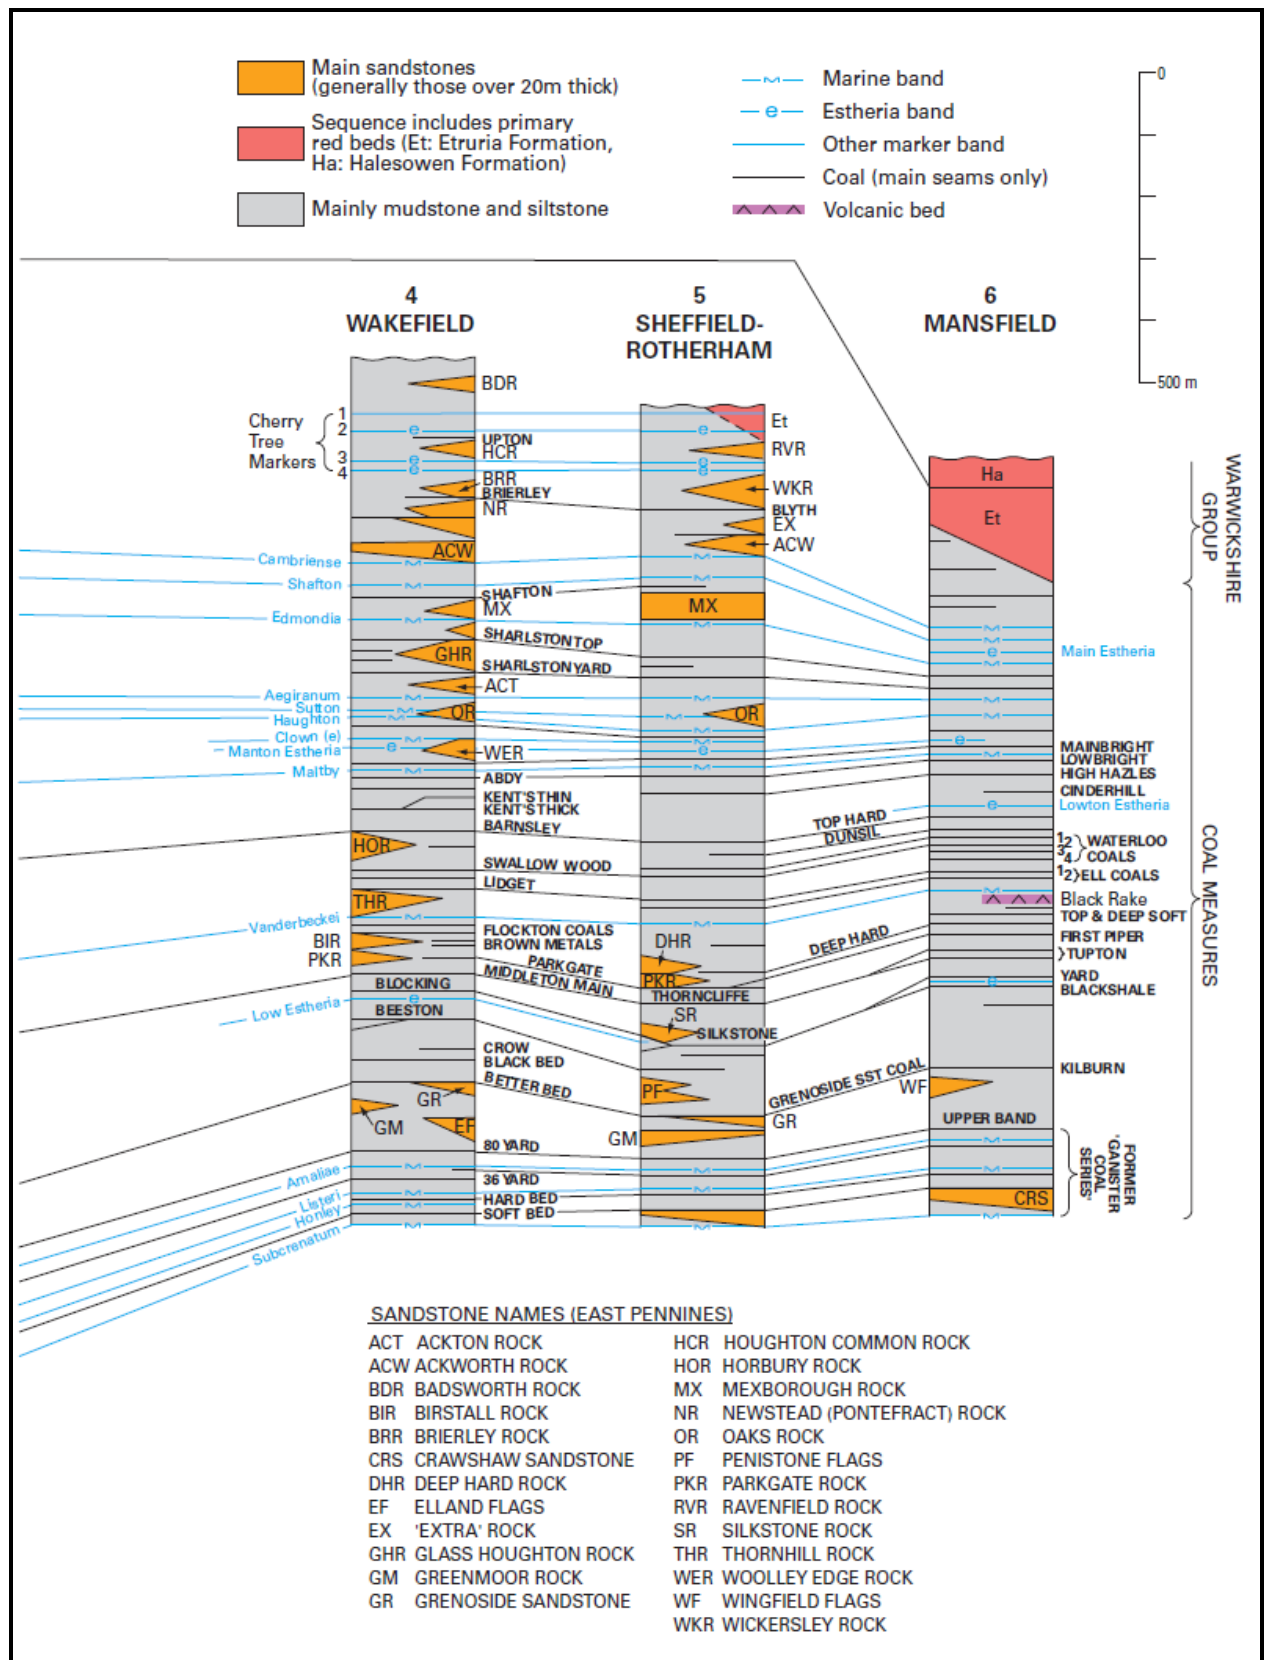 Main sandstones
(generally those over 20m thick)
Sequence includes primary
red beds (Et: Etruria Formation,
Ha: Halesowen Formation)
Mainly mudstone and siltstone
Marine band
e
Estheria band
Other marker band
Coal (main seams only)
Volcanic bed
0
500 m
4
WAKEFIELD
5
SHEFFIELD-
ROTHERHAM
6
MANSFIELD
Cherry
Tree
Markers
1
2
3
4
Cambriense
Shafton
Edmondia
Aegiranum
Sutton
Haughton
Clown (e)
Manton Estheria
Maltby
Vanderbeckei
Low Estheria
Amaliae
Listeri
Honley
Subcrenatum
BDR
e
UPTON
HCR
e
e
BRR
BRIERLEY
NR
ACW
SHAFTON
MX
SHARLSTON TOP
GHR
SHARLSTON YARD
ACT
OR
e
WER
ABDY
KENT'S THIN
KENT'S THICK
BARNSLEY
HOR
SWALLOW WOOD
LIDGET
THR
FLOCKTON COALS
BIR
BROWN METALS
PKR
PARKGATE
MIDDLETON MAIN
BLOCKING
e
BEESTON
CROW
BLACK BED
BETTER BED
GR
GM
EF
80 YARD
36 YARD
HARD BED
SOFT BED
Et
e
RVR
e
e
WKR
BLYTH
EX
ACW
MX
OR
e
TOP HARD
DUNSIL
DHR
DEEP HARD
PKR
THORNCLIFFE
SR
SILKSTONE
PF
GRENOSIDE SST COAL
GR
GM
Ha
Et
e
Main Estheria
e
MAINBRIGHT
LOWBRIGHT
HIGH HAZLES
CINDERHILL
e
Lowton Estheria
1
2
3
4
WATERLOO
COALS
1
2
ELL COALS
Black Rake
TOP & DEEP SOFT
FIRST PIPER
TUPTON
YARD
e
BLACKSHALE
KILBURN
WF
UPPER BAND
CRS
FORMER
'GANISTER
COAL
SERIES'
WARWICKSHIRE
GROUP
COAL MEASURES
SANDSTONE NAMES (EAST PENNINES)
ACT ACKTON ROCK
ACW ACKWORTH ROCK
BDR BADSWORTH ROCK
BIR BIRSTALL ROCK
BRR BRIERLEY ROCK
CRS CRAWSHAW SANDSTONE
DHR DEEP HARD ROCK
EF ELLAND FLAGS
EX 'EXTRA' ROCK
GHR GLASS HOUGHTON ROCK
GM GREENMOOR ROCK
GR GRENOSIDE SANDSTONE
HCR HOUGHTON COMMON ROCK
HOR HORBURY ROCK
MX MEXBOROUGH ROCK
NR NEWSTEAD (PONTEFRACT) ROCK
OR OAKS ROCK
PF PENISTONE FLAGS
PKR PARKGATE ROCK
RVR RAVENFIELD ROCK
SR SILKSTONE ROCK
THR THORNHILL ROCK
WER WOOLLEY EDGE ROCK
WF WINGFIELD FLAGS
WKR WICKERSLEY ROCK